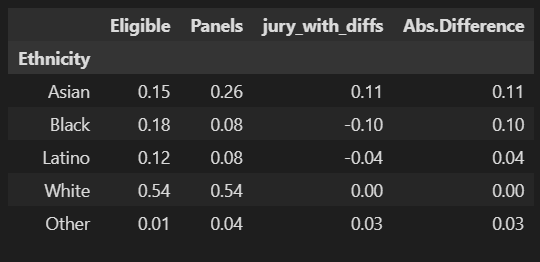 Eligible Panels jury_with_diffs Abs.Difference
Ethnicity
Asian 0.15 0.26 0.11 0.11
Black 0.18 0.08 -0.10 0.10
Latino 0.12 0.08 -0.04 0.04
White 0.54 0.54 0.00 0.00
Other 0.01 0.04 0.03 0.03